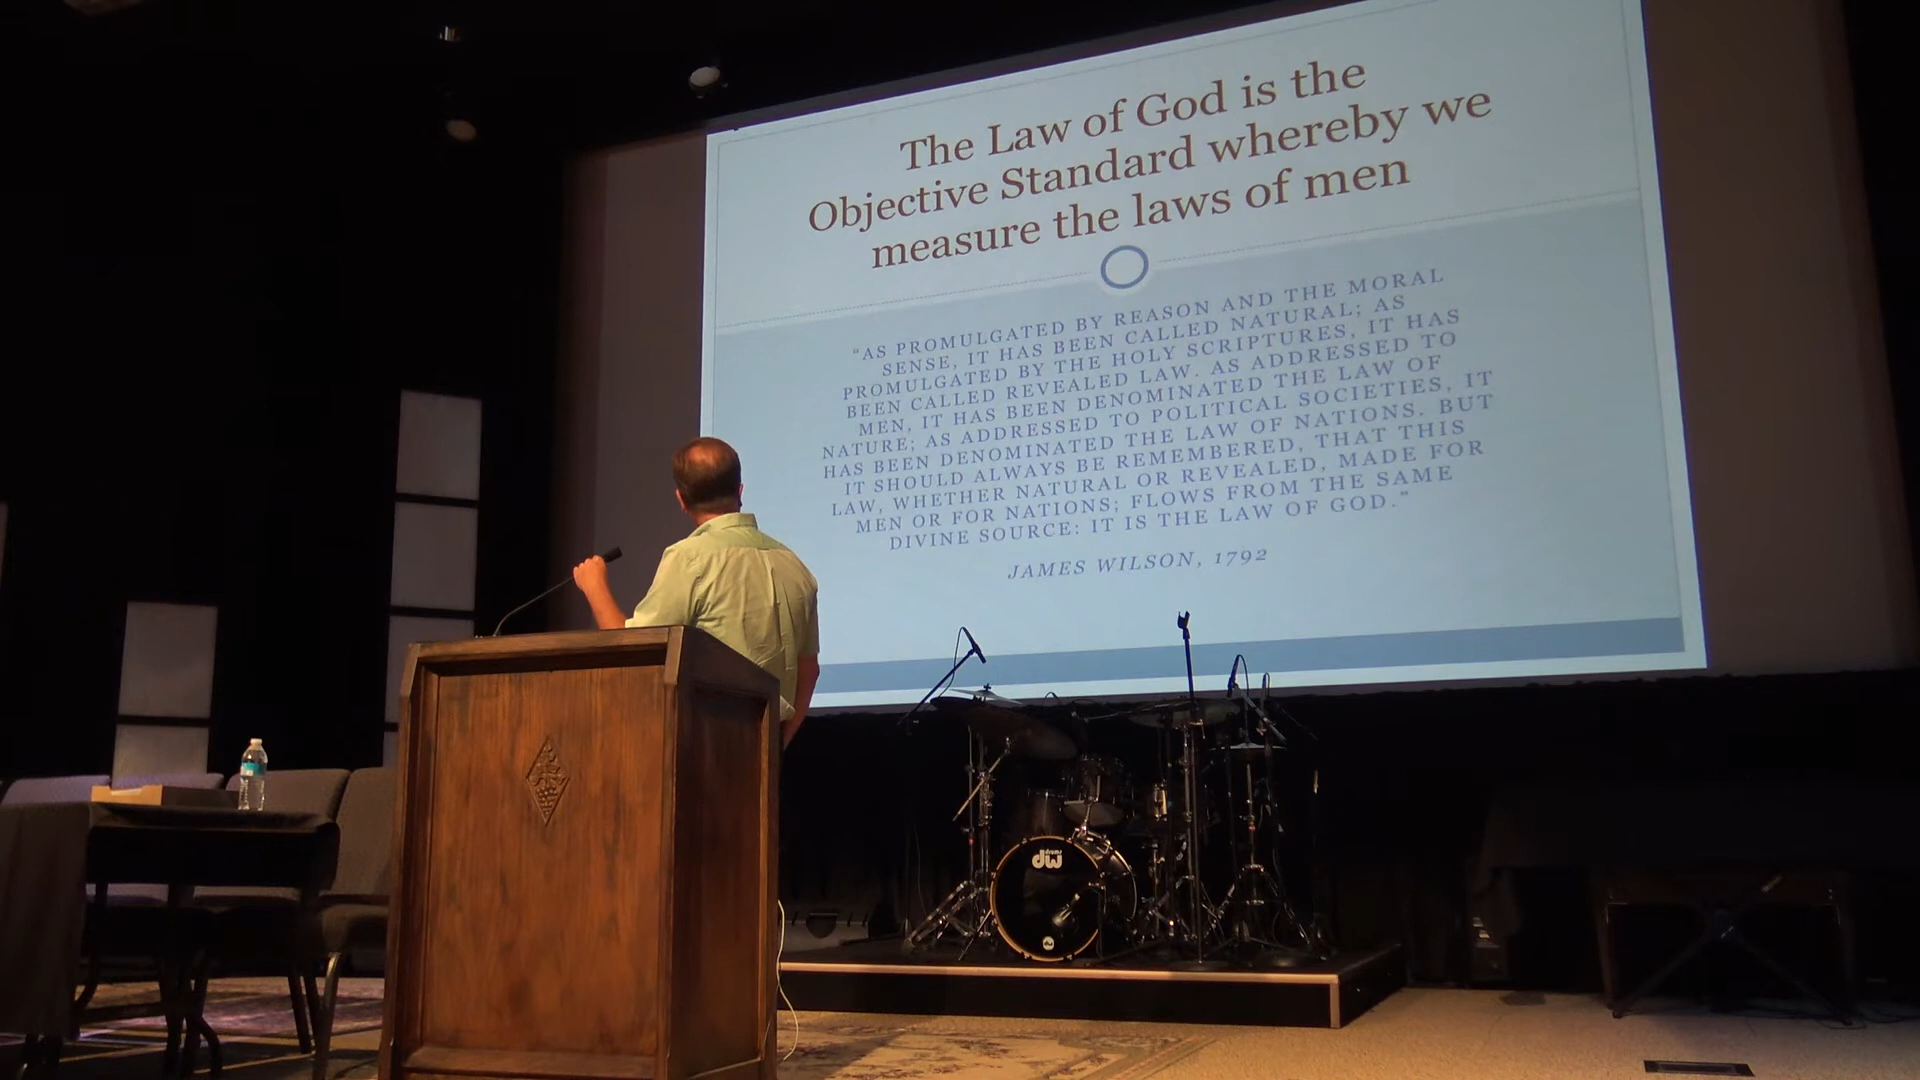 The Law of God is the
Objective Standard whereby we
measure the laws of men
“AS PROMULGATED BY REASON AND THE MORAL
SENSE, IT HAS BEEN CALLED NATURAL; AS
PROMULGATED BY THE HOLY SCRIPTURES, IT HAS
BEEN CALLED REVEALED LAW. AS ADDRESSED TO
MEN, IT HAS BEEN DENOMINATED THE LAW OF
NATURE; AS ADDRESSED TO POLITICAL SOCIETIES, IT
HAS BEEN DENOMINATED THE LAW OF NATIONS. BUT
IT SHOULD ALWAYS BE REMEMBERED, THAT THIS
LAW, WHETHER NATURAL OR REVEALED, MADE FOR
MEN OR FOR NATIONS; FLOWS FROM THE SAME
DIVINE SOURCE: IT IS THE LAW OF GOD.”
JAMES WILSON, 1792
drums
dw
dw